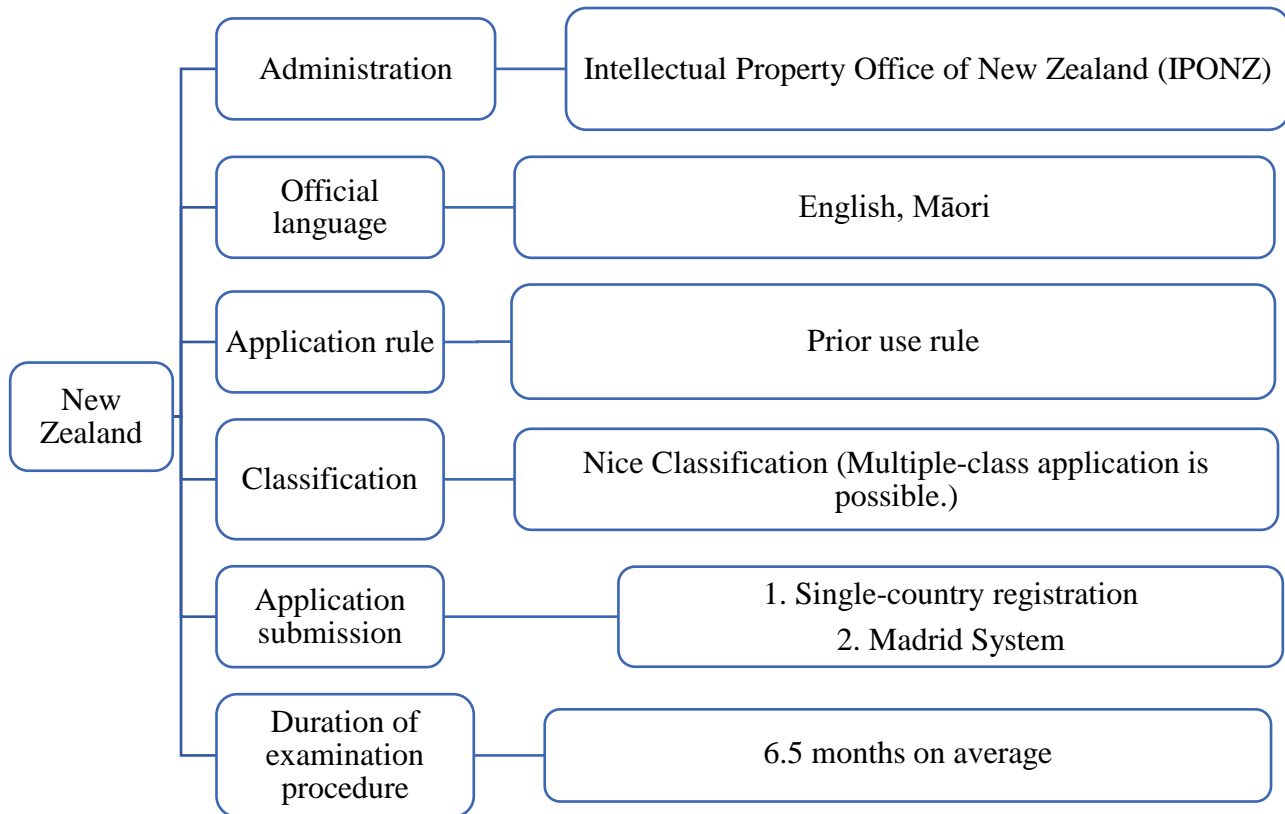 Administration
Intellectual Property Office of New Zealand (IPONZ)
Official
language
English, Māori
Application rule
Prior use rule
New
Zealand
Classification
Nice Classification (Multiple-class application is
possible.)
Application
submission
1. Single-country registration
2. Madrid System
Duration of
examination
procedure
6.5 months on average